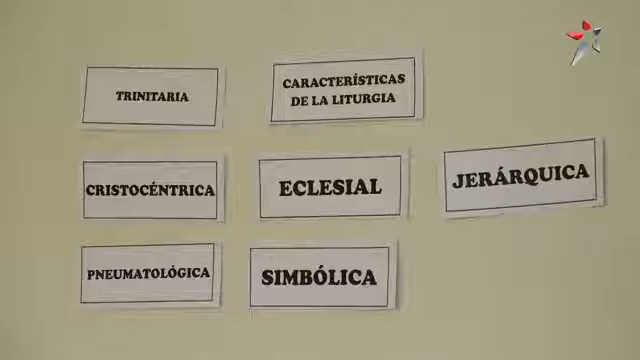 TRINITARIA
CARACTERÍSTICAS
DE LA LITURGIA
CRISTOCÉNTRICA
ECLESIAL
JERÁRQUICA
PNEUMATOLÓGICA
SIMBÓLICA